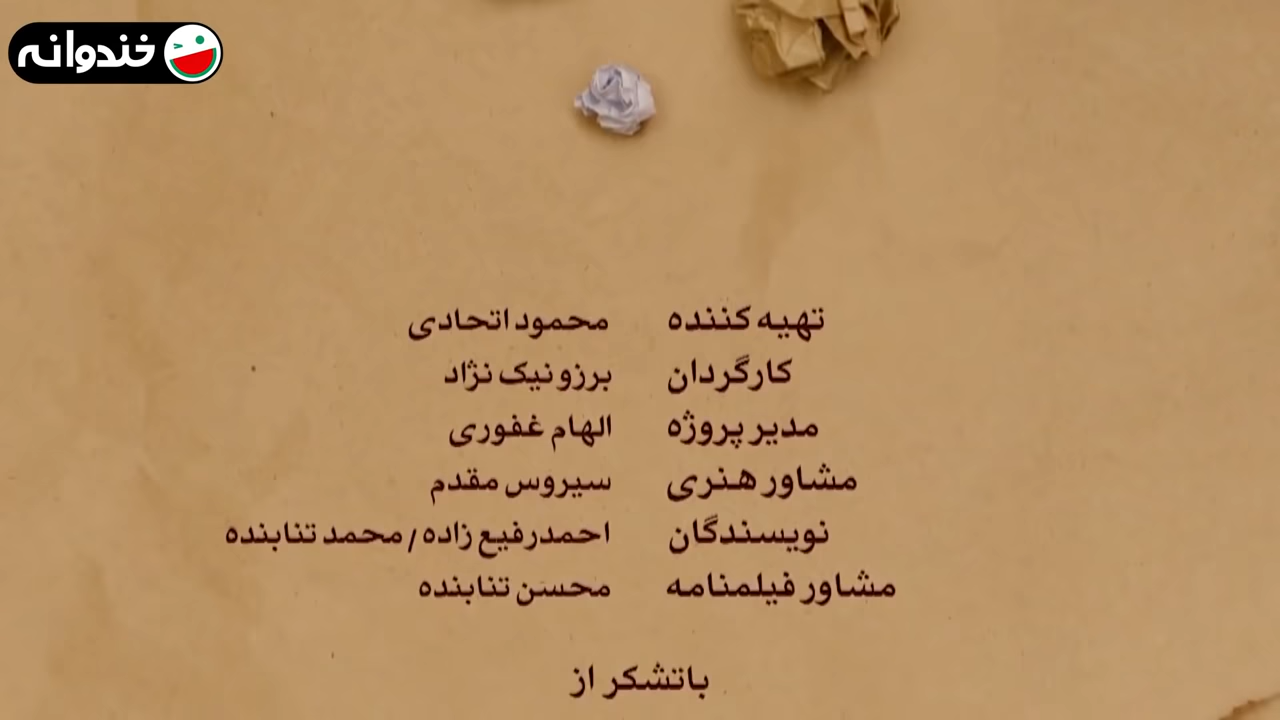 خندوانه
تهیه کننده محمود اتحادی
کارگردان برزو نیک نژاد
مدیر پروژه الهام غفوری
مشاور هنری سیروس مقدم
نویسندگان احمد رفیع زاده / محمد تنابنده
مشاور فیلمنامه محسن تنابنده
باتشکر از